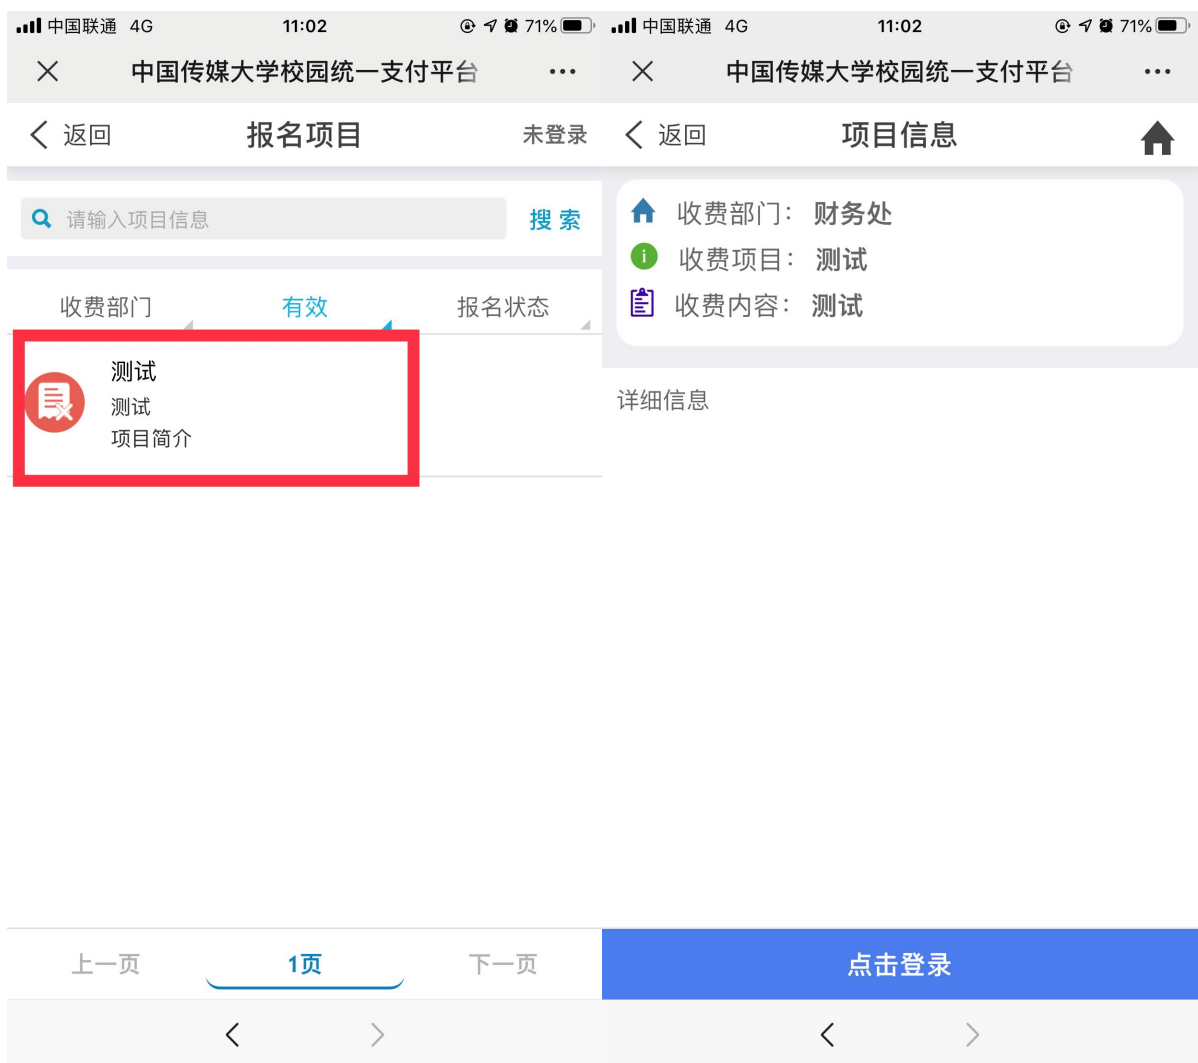 中国联通 4G 11:02 71%
中国传媒大学校园统一支付平台
返回 报名项目 未登录
请输入项目信息 搜索
收费部门 有效 报名状态
测试
测试
项目简介
上一页 1页 下一页
中国联通 4G 11:02 71%
中国传媒大学校园统一支付平台
返回 项目信息
收费部门： 财务处
收费项目： 测试
收费内容： 测试
详细信息
点击登录